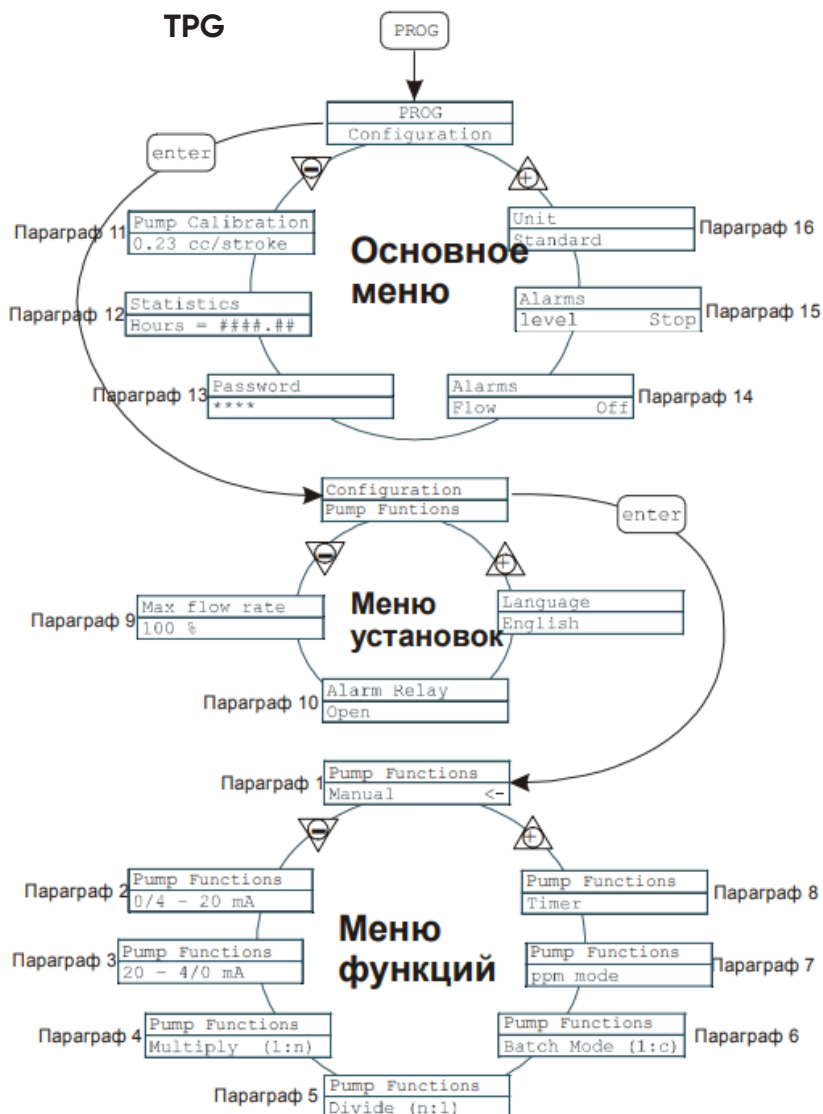 TPG
PROG
PROG
Configuration
enter
Параграф 11
Pump Calibration
0.23 cc/stroke
Unit
Standard
Параграф 16
Основное
меню
Параграф 12
Statistics
Hours = ####.##
Alarms
level Stop
Параграф 15
Параграф 13
Password
****
Alarms
Flow Off
Параграф 14
Configuration
Pump Funtions
enter
Параграф 9
Max flow rate
100 %
Меню
установок
Language
English
Параграф 10
Alarm Relay
Open
Параграф 1
Pump Functions
Manual <-
Параграф 2
Pump Functions
0/4 - 20 mA
Pump Functions
Timer
Параграф 8
Меню
функций
Параграф 3
Pump Functions
20 - 4/0 mA
Pump Functions
ppm mode
Параграф 7
Параграф 4
Pump Functions
Multiply (1:n)
Pump Functions
Batch Mode (1:c)
Параграф 6
Параграф 5
Pump Functions
Divide (n:1)